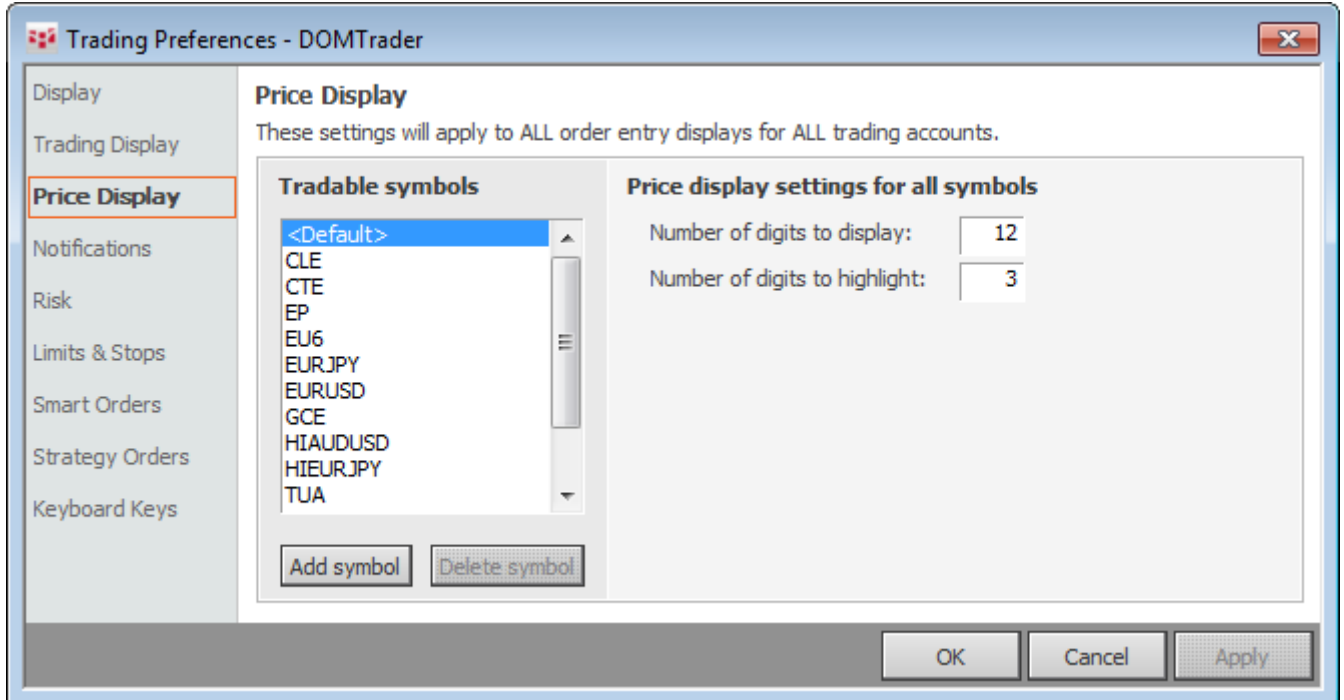 Trading Preferences - DOMTrader
Display
Trading Display
Price Display
Notifications
Risk
Limits & Stops
Smart Orders
Strategy Orders
Keyboard Keys
Price Display
These settings will apply to ALL order entry displays for ALL trading accounts.
Tradable symbols
<Default>
CLE
CTE
EP
EU6
EURJPY
EURUSD
GCE
HIAUDUSD
HIEURJPY
TUA
Add symbol
Delete symbol
Price display settings for all symbols
Number of digits to display: 12
Number of digits to highlight: 3
OK
Cancel
Apply